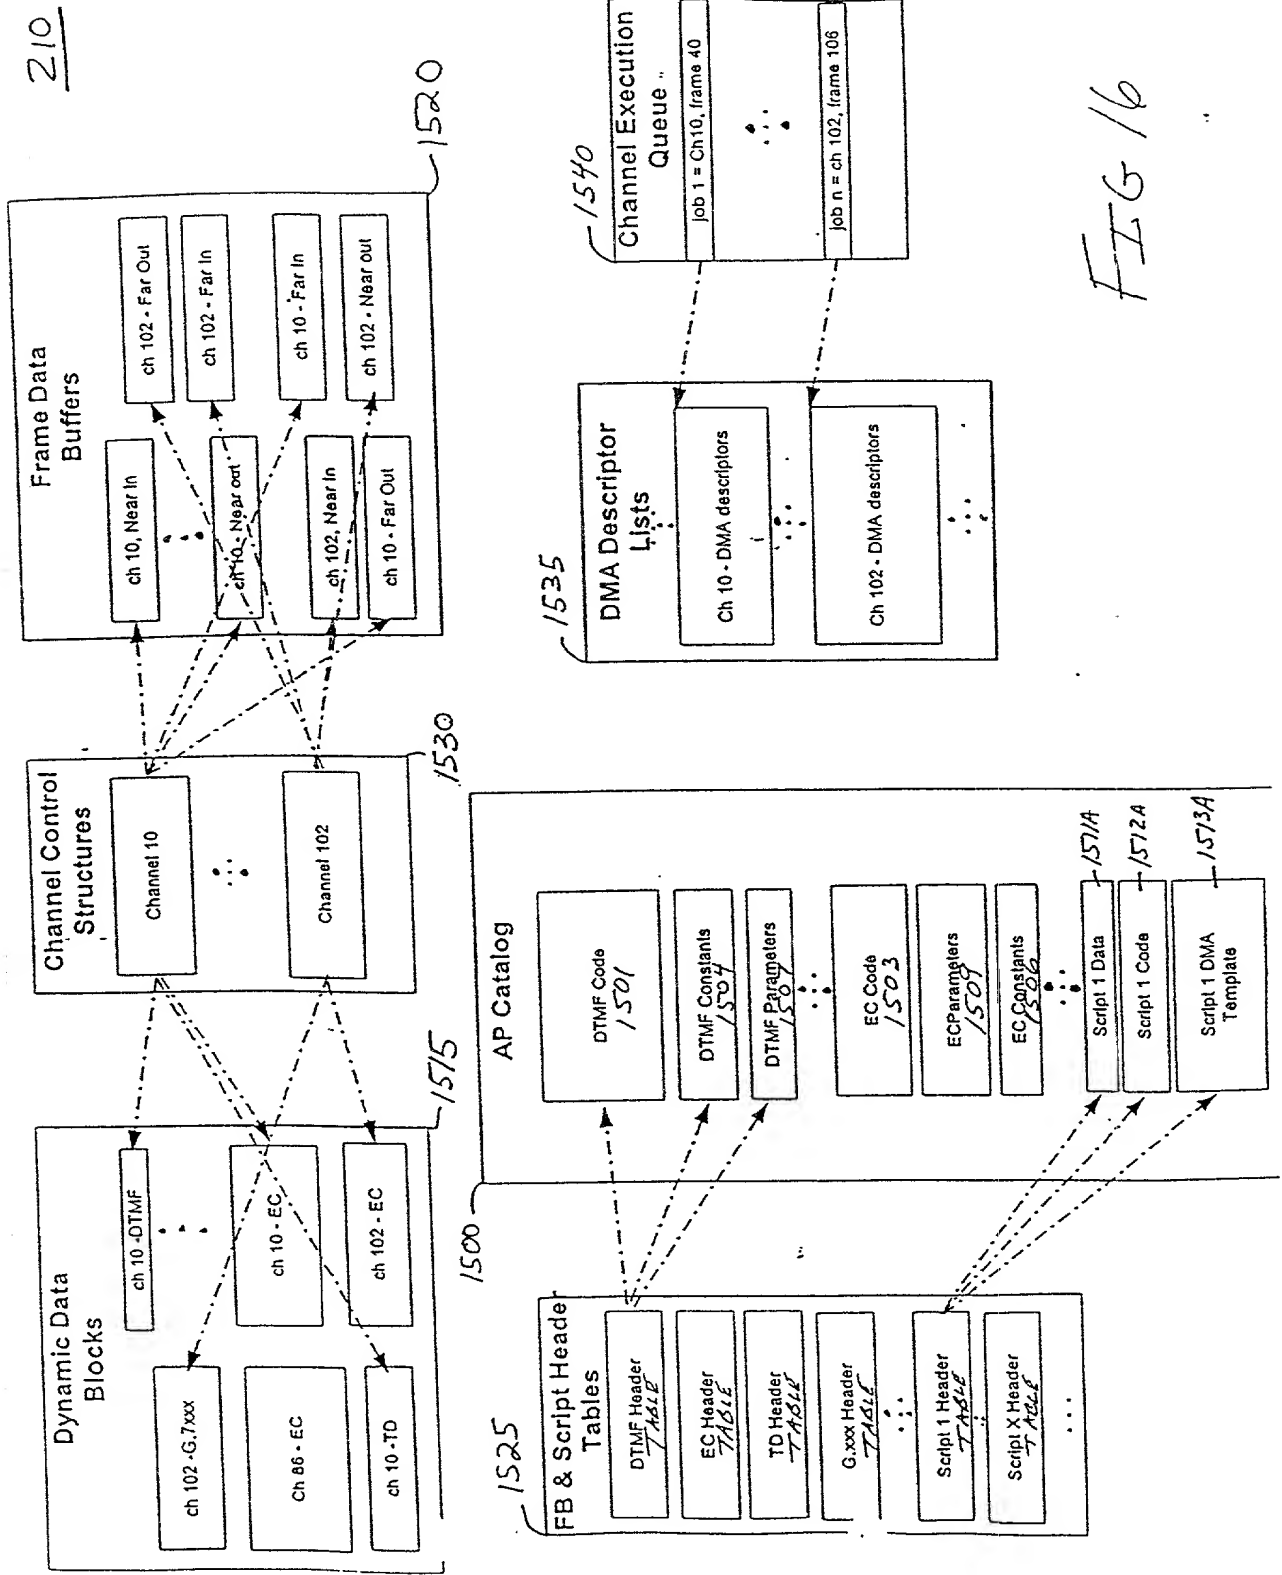 210
Dynamic Data
Blocks
ch 102 -G.7xxx
Ch 86 - EC
ch 10 -TD
ch 10 -DTMF
ch 10 - EC
ch 102 - EC
1515
Channel Control
Structures
Channel 10
Channel 102
1530
Frame Data
Buffers
ch 10, Near In
ch 10 - Near out
ch 102, Near In
ch 10 - Far Out
ch 102 - Far Out
ch 102 - Far In
ch 10 - Far In
ch 102 - Near out
1520
1525
FB & Script Header
Tables
DTMF Header
TABLE
EC Header
TABLE
TD Header
TABLE
G.xxx Header
TABLE
Script 1 Header
TABLE
Script X Header
TABLE
1500
AP Catalog
DTMF Code
1501
DTMF Constants
1504
DTMF Parameters
1507
EC Code
1503
ECParameters
1509
EC Constants
1506
Script 1 Data
1511A
Script 1 Code
1512A
Script 1 DMA
Template
1513A
1535
DMA Descriptor
Lists
Ch 10 - DMA descriptors
Ch 102 - DMA descriptors
1540
Channel Execution
Queue
job 1 = Ch10, frame 40
job n = ch 102, frame 106
FIG 16